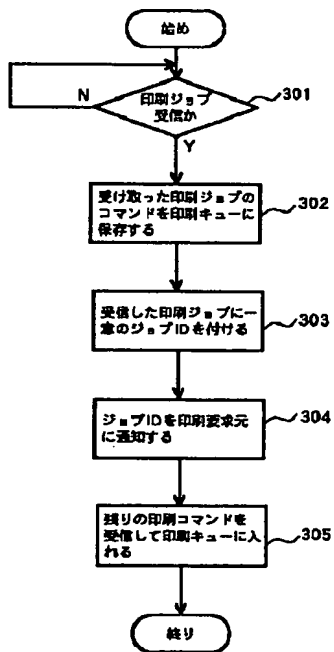 始め
印刷ジョブ
受信か
301
N
Y
受け取った印刷ジョブの
コマンドを印刷キューに
保存する
302
受信した印刷ジョブに一
意のジョブIDを付ける
303
ジョブIDを印刷要求元
に通知する
304
残りの印刷コマンドを
受信して印刷キューに入
れる
305
終り